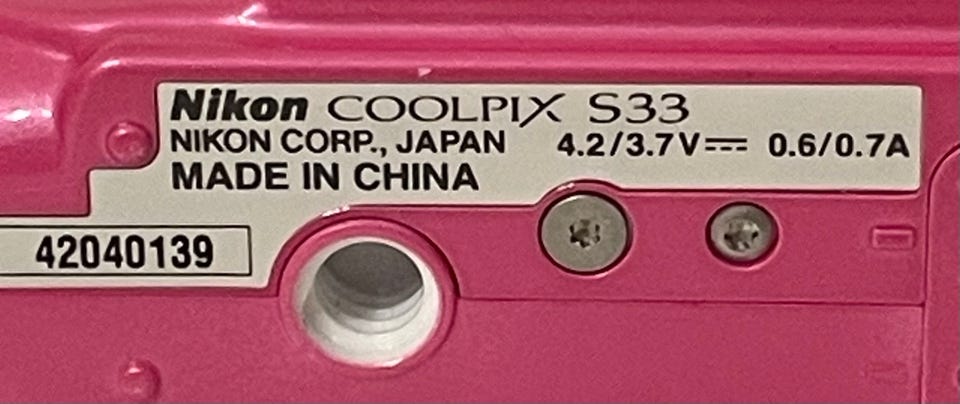 Nikon COOLPIX S33
NIKON CORP., JAPAN 4.2/3.7V⎓ 0.6/0.7A
MADE IN CHINA
42040139